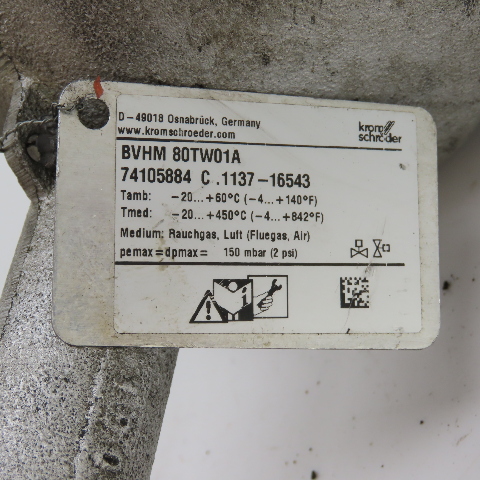 D-49018 Osnabrück, Germany
www.kromschroeder.com
krom
schröder
BVHM 80TW01A
74105884 C .1137-16543
Tamb: -20...+60°C (-4...+140°F)
Tmed: -20...+450°C (-4...+842°F)
Medium: Rauchgas, Luft (Fluegas, Air)
pemax=dpmax= 150 mbar (2 psi)